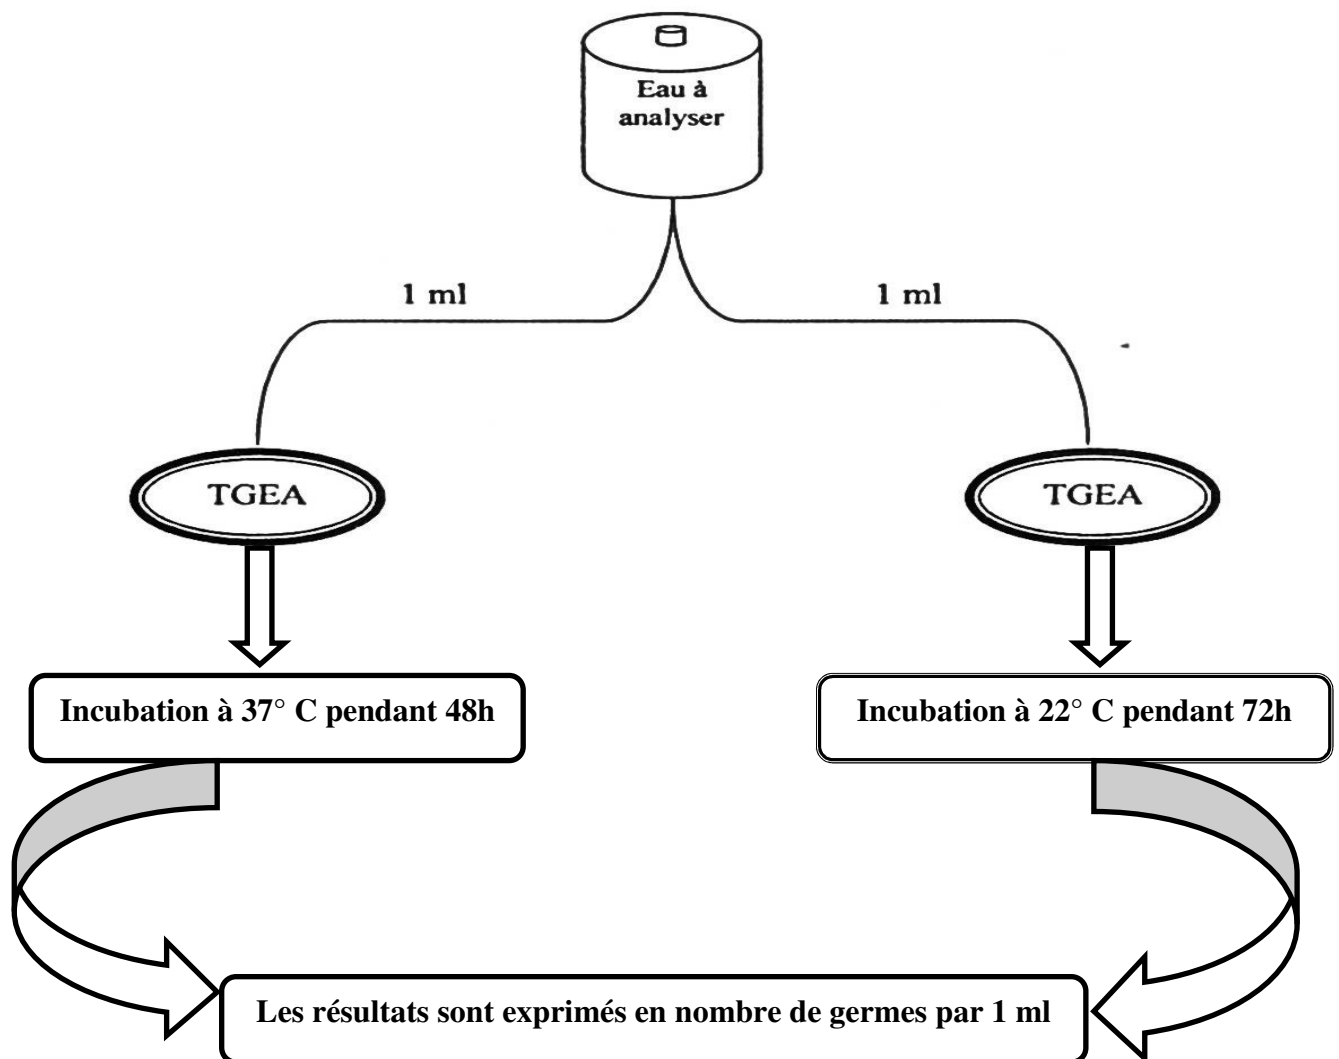 Eau à
analyser
1 ml
1 ml
TGEA
TGEA
Incubation à 37° C pendant 48h
Incubation à 22° C pendant 72h
Les résultats sont exprimés en nombre de germes par 1 ml